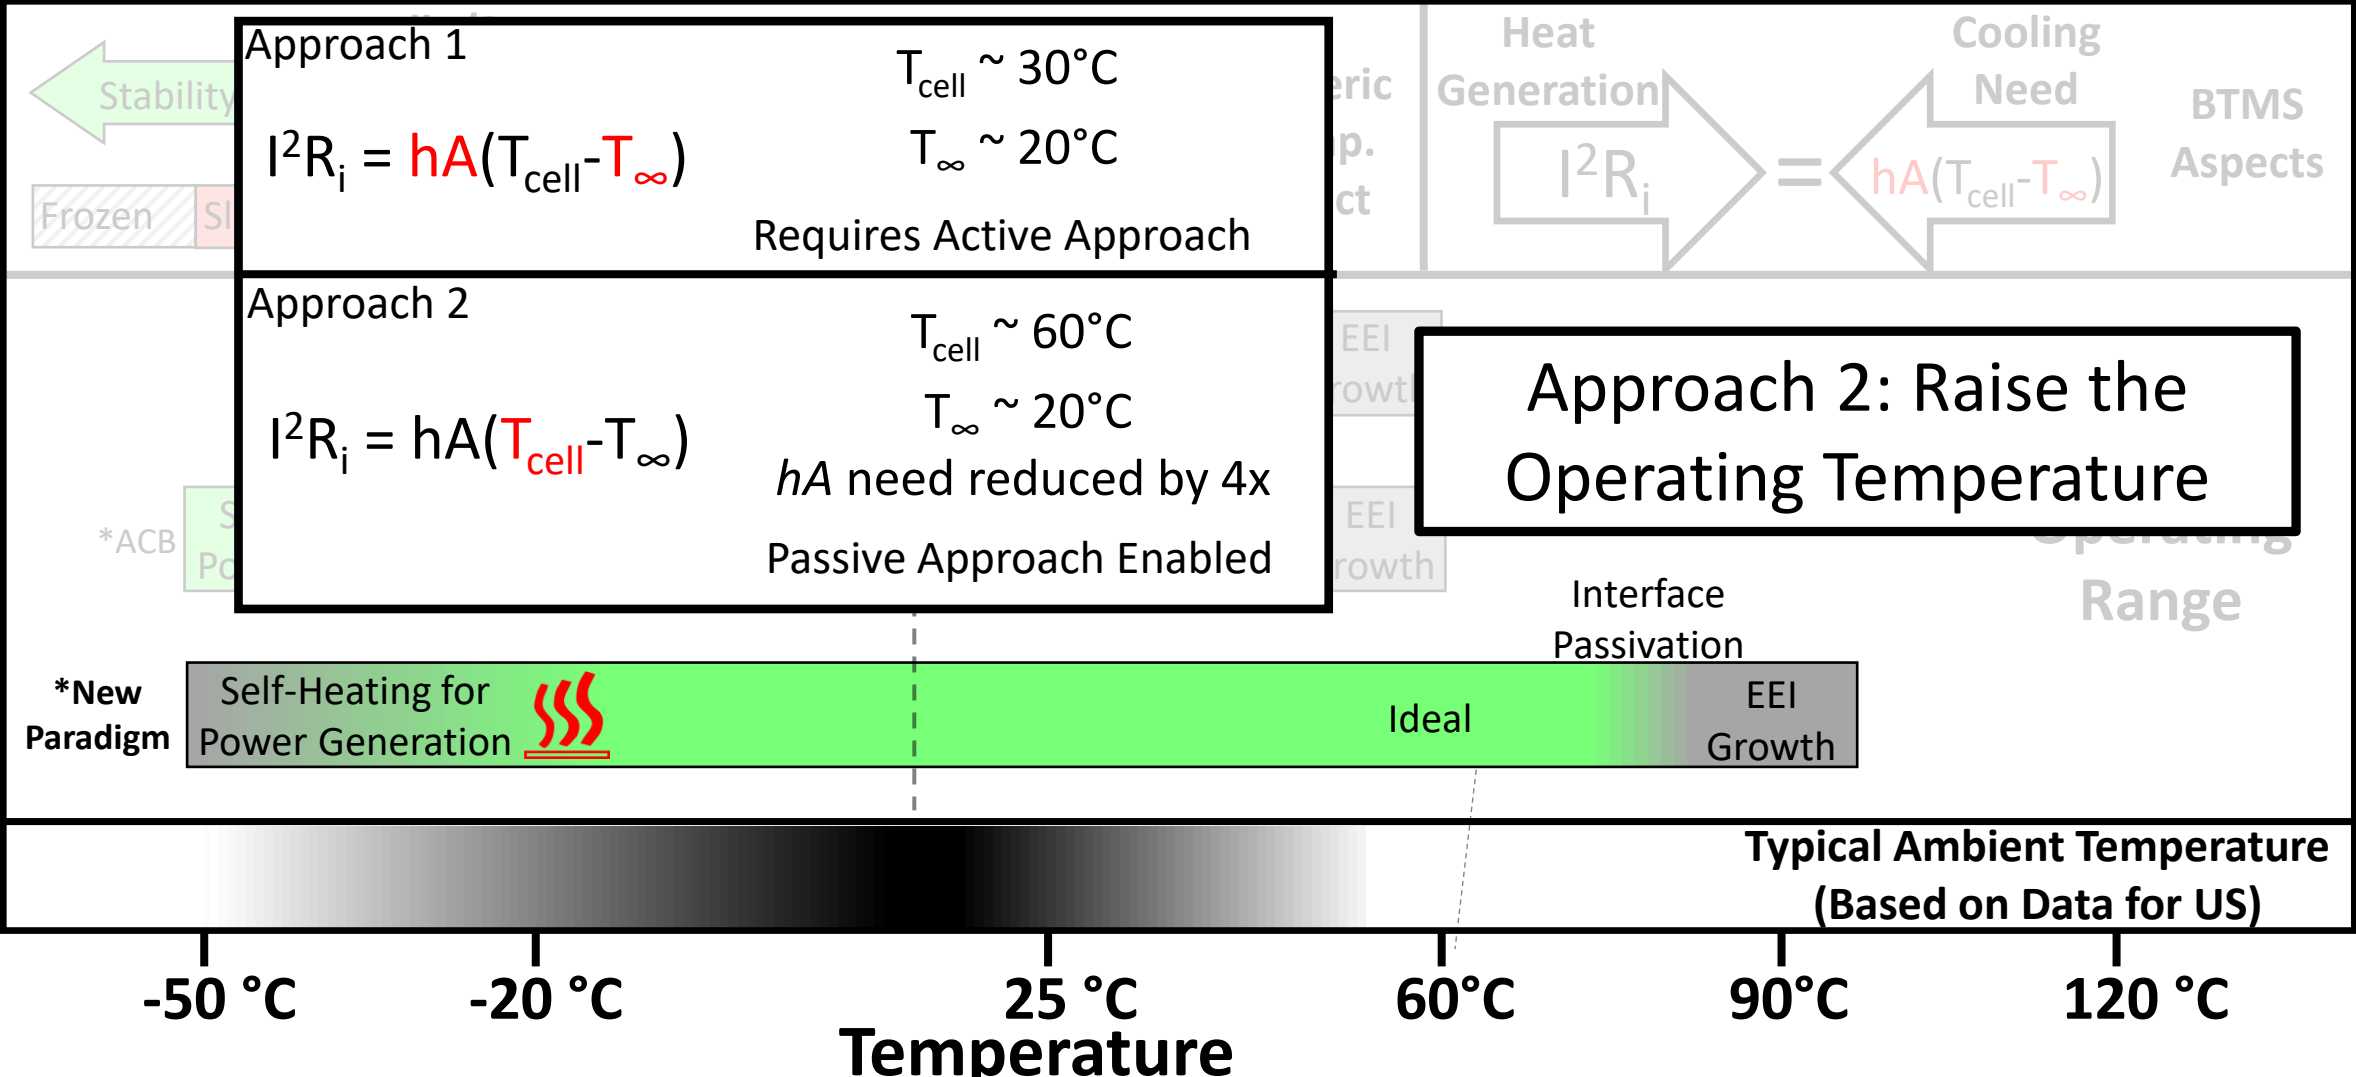 Approach 1
I²Rᵢ = hA(T_cell-T_∞)
T_cell ~ 30°C
T_∞ ~ 20°C
Requires Active Approach
Approach 2
I²Rᵢ = hA(T_cell-T_∞)
T_cell ~ 60°C
T_∞ ~ 20°C
hA need reduced by 4x
Passive Approach Enabled
Stability
Frozen
Heat
Generation
I²Rᵢ
=
Cooling
Need
hA(T_cell-T_∞)
BTMS
Aspects
EEI
Approach 2: Raise the
Operating Temperature
*ACB
EEI
Operating
Range
Interface
Passivation
*New
Paradigm
Self-Heating for
Power Generation
Ideal
EEI
Growth
Typical Ambient Temperature
(Based on Data for US)
-50 °C
-20 °C
25 °C
60°C
90°C
120 °C
Temperature